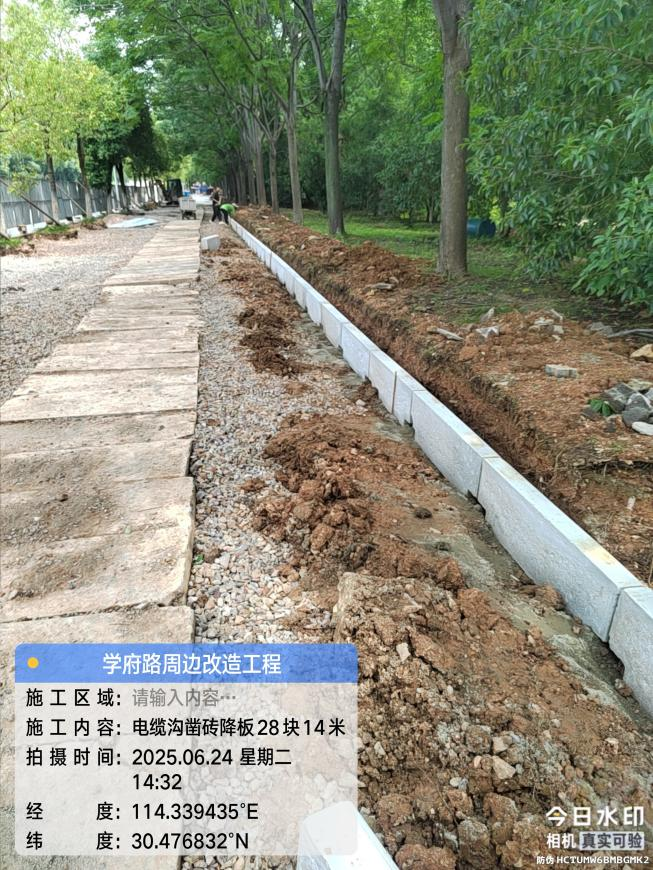 学府路周边改造工程
施工区域：请输入内容…
施工内容：电缆沟凿砖降板28块14米
拍摄时间：2025.06.24 星期二
14:32
经度：114.339435°E
纬度：30.476832°N
今日水印
相机 真实可验
防伪 HCTUMW6BMBGMK2